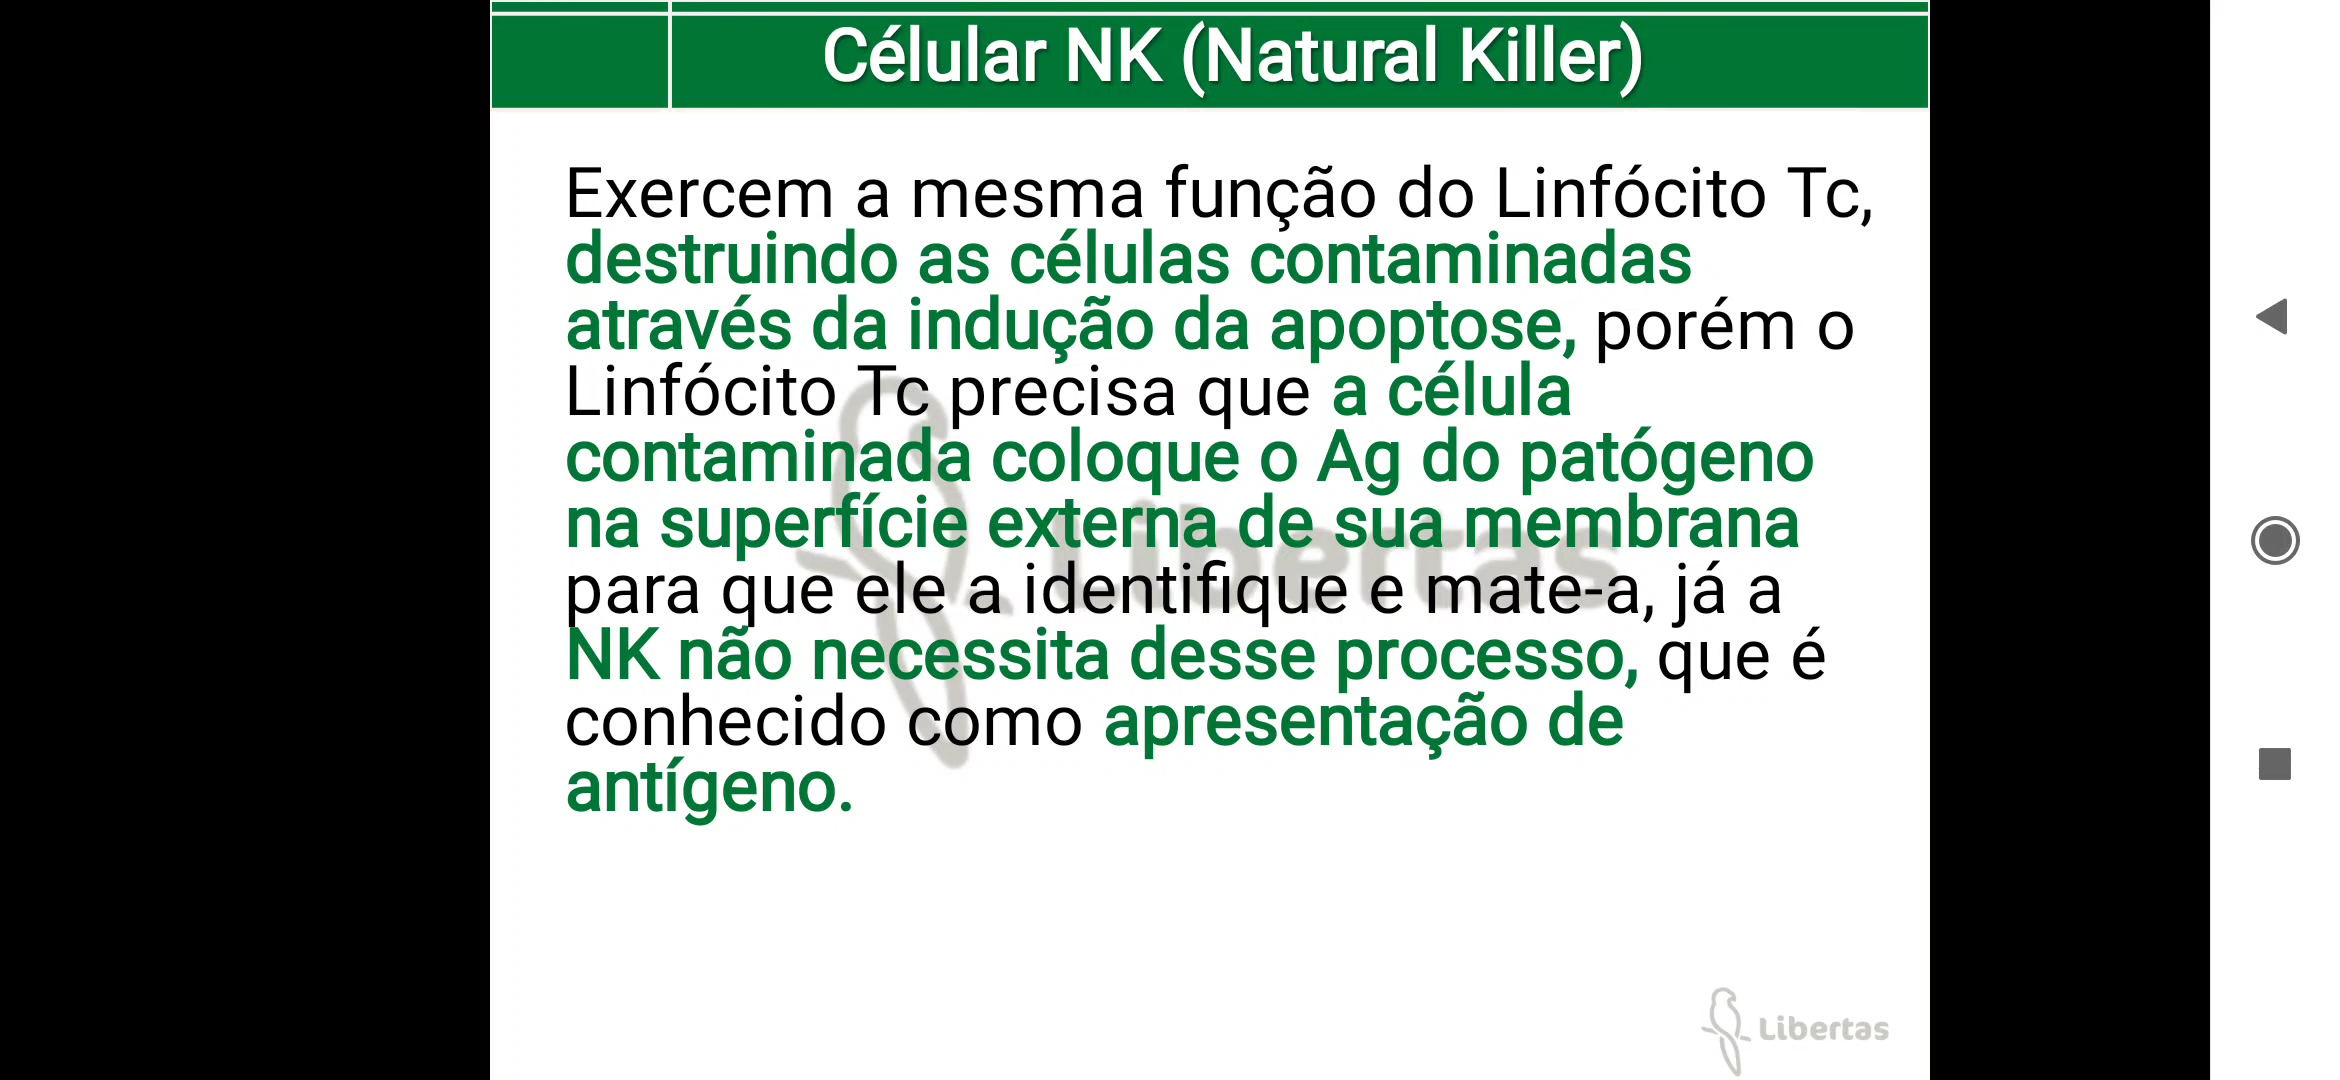 Célular NK (Natural Killer)
Exercem a mesma função do Linfócito Tc,
destruindo as células contaminadas
através da indução da apoptose, porém o
Linfócito Tc precisa que a célula
contaminada coloque o Ag do patógeno
na superfície externa de sua membrana
para que ele a identifique e mate-a, já a
NK não necessita desse processo, que é
conhecido como apresentação de
antígeno.
Libertas
Libertas